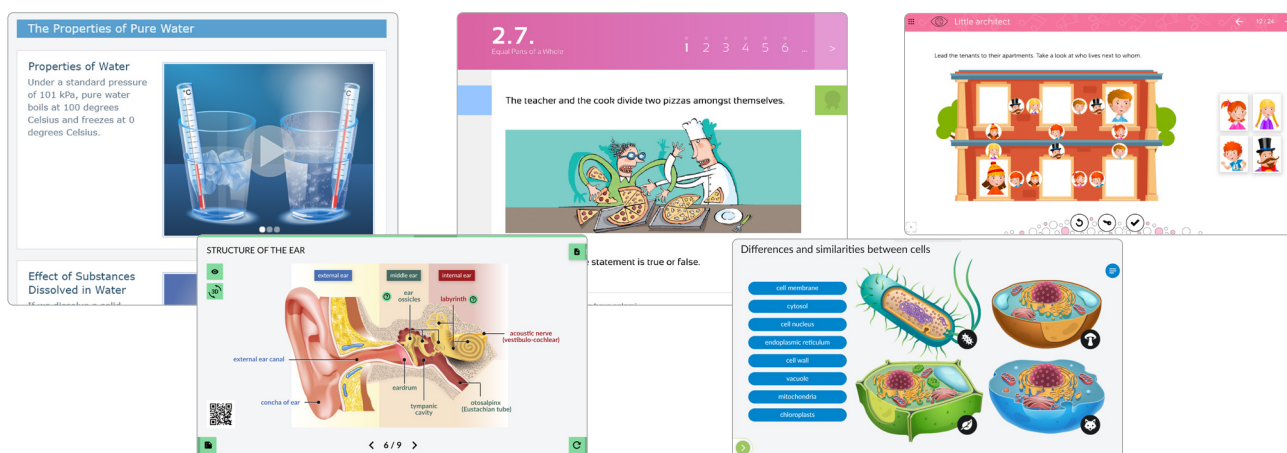 The Properties of Pure Water
Properties of Water
Under a standard pressure
of 101 kPa, pure water
boils at 100 degrees
Celsius and freezes at 0
degrees Celsius.
°C
°C
Effect of Substances
Dissolved in Water
2.7.
Equal Parts of a Whole
1 2 3 4 5 6 ... >
The teacher and the cook divide two pizzas amongst themselves.
statement is true or false.
Little architect
12 / 24
Lead the tenants to their apartments. Take a look at who lives next to whom.
STRUCTURE OF THE EAR
3D
external ear
middle ear
internal ear
ear
ossicles
labyrinth
acoustic nerve
(vestibulo-cochlear)
external ear canal
eardrum
concha of ear
tympanic
cavity
otosalpinx
(Eustachian tube)
< 6 / 9 >
Differences and similarities between cells
cell membrane
cytosol
cell nucleus
endoplasmic reticulum
cell wall
vacuole
mitochondria
chloroplasts